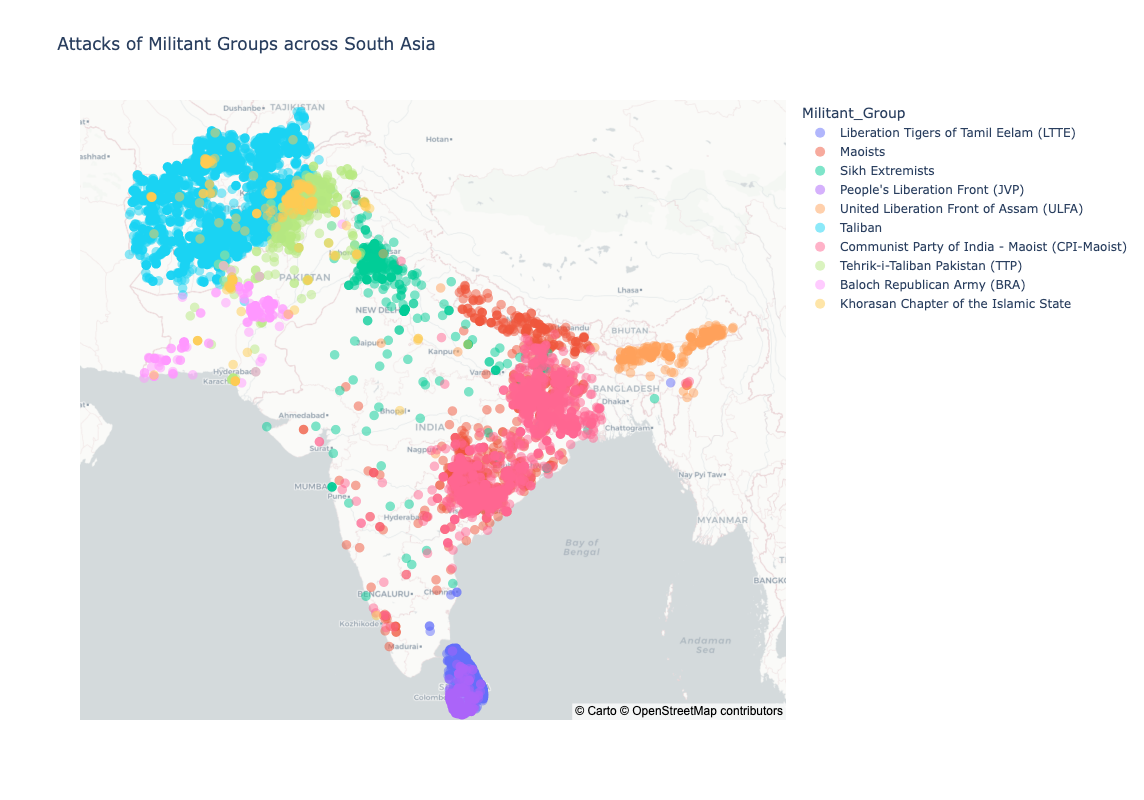 Attacks of Militant Groups across South Asia
Militant_Group
Liberation Tigers of Tamil Eelam (LTTE)
Maoists
Sikh Extremists
People's Liberation Front (JVP)
United Liberation Front of Assam (ULFA)
Taliban
Communist Party of India - Maoist (CPI-Maoist)
Tehrik-i-Taliban Pakistan (TTP)
Baloch Republican Army (BRA)
Khorasan Chapter of the Islamic State
Dushanbe
TAJIKISTAN
Hotan
PAKISTAN
Lhasa
NEW DELHI
BHUTAN
Jaipur
Kanpur
Hyderabad
Karachi
BANGLADESH
Dhaka
Ahmedabad
Bhopal
INDIA
Chattogram
Surat
Nagpur
Nay Pyi Taw
MUMBAI
Pune
Hyderabad
MYANMAR
Bay of
Bengal
BENGALURU
Chennai
Kozhikode
Andaman
Sea
Madurai
Colombo
© Carto © OpenStreetMap contributors